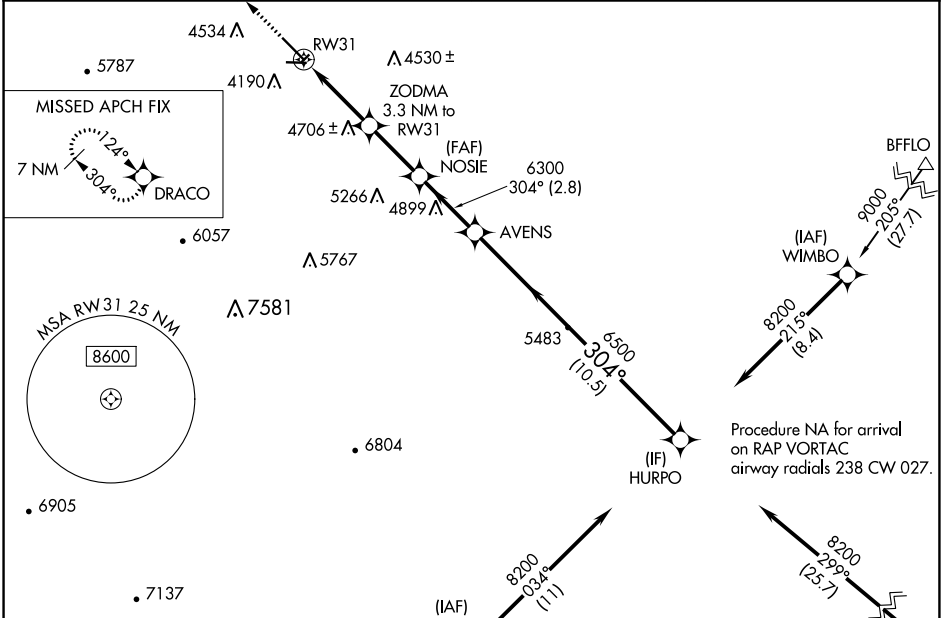 4534
RW31
4530 ±
5787
4190
ZODMA
3.3 NM to
RW31
MISSED APCH FIX
124°
7 NM
304°
DRACO
4706 ±
(FAF)
NOSIE
6300
304° (2.8)
BFFLO
5266
4899
9000
205°
(27.7)
AVENS
6057
(IAF)
WIMBO
5767
7581
8200
215°
(8.4)
MSA RW31 25 NM
8600
5483
6500
304°
(10.5)
Procedure NA for arrival
on RAP VORTAC
airway radials 238 CW 027.
6804
(IF)
HURPO
6905
8200
034°
(11)
8200
299°
(25.7)
7137
(IAF)